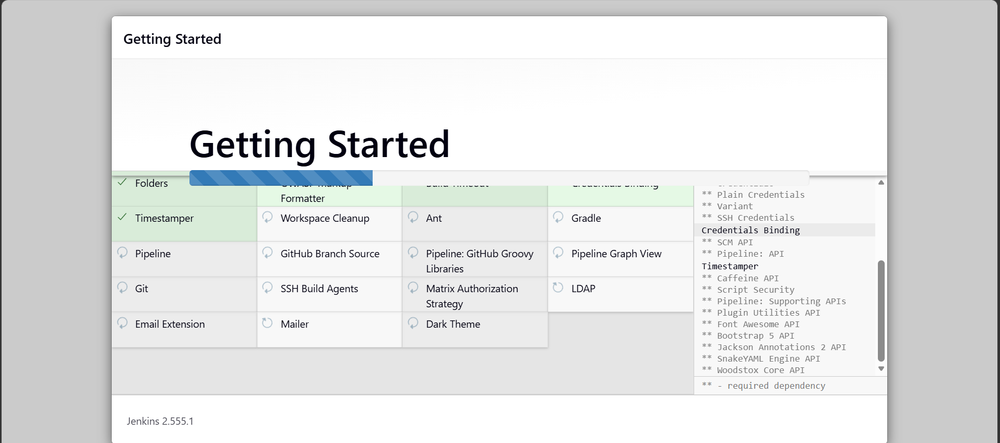 Getting Started
Getting Started
Folders
Formatter
Credentials Binding
Timestamper
Workspace Cleanup
Ant
Gradle
Pipeline
GitHub Branch Source
Pipeline: GitHub Groovy
Libraries
Pipeline Graph View
Git
SSH Build Agents
Matrix Authorization
Strategy
LDAP
Email Extension
Mailer
Dark Theme
** Plain Credentials
** Variant
** SSH Credentials
Credentials Binding
** SCM API
** Pipeline: API
Timestamper
** Caffeine API
** Script Security
** Pipeline: Supporting APIs
** Plugin Utilities API
** Font Awesome API
** Bootstrap 5 API
** Jackson Annotations 2 API
** SnakeYAML Engine API
** Woodstox Core API
** - required dependency
Jenkins 2.555.1